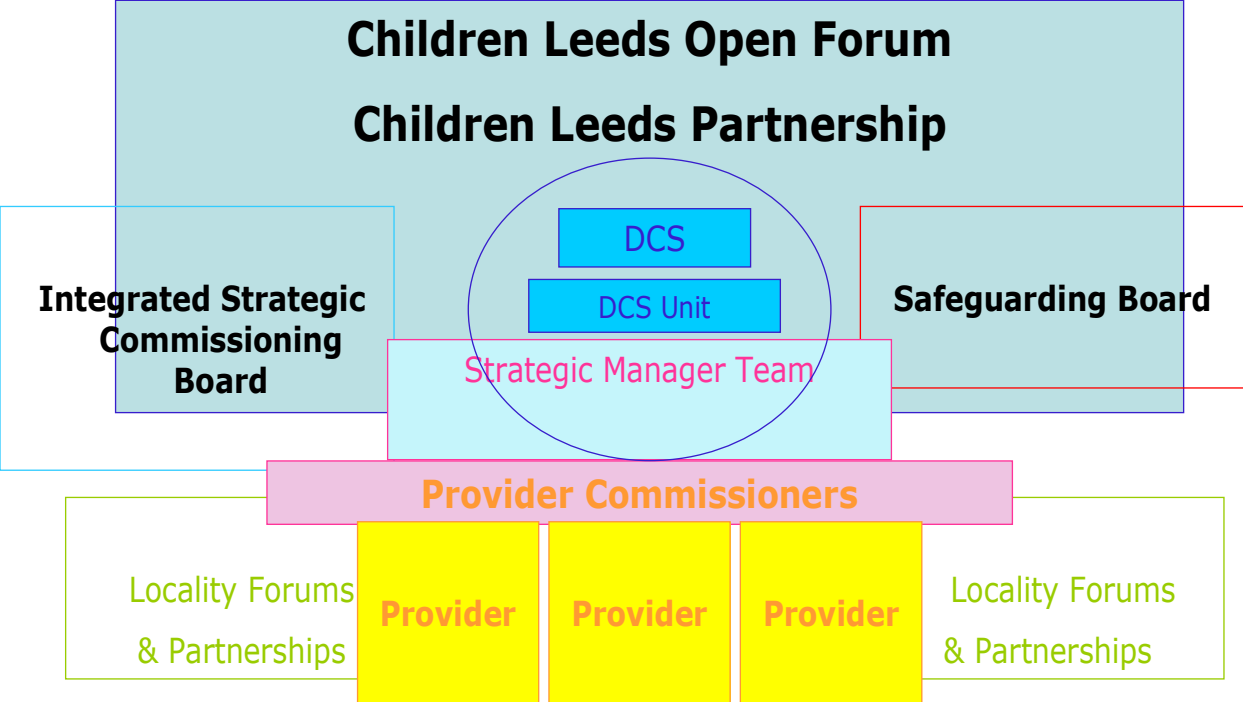 Children Leeds Open Forum
Children Leeds Partnership
DCS
DCS Unit
Integrated Strategic
Commissioning
Board
Safeguarding Board
Strategic Manager Team
Provider Commissioners
Locality Forums
& Partnerships
Provider
Provider
Provider
Locality Forums
& Partnerships